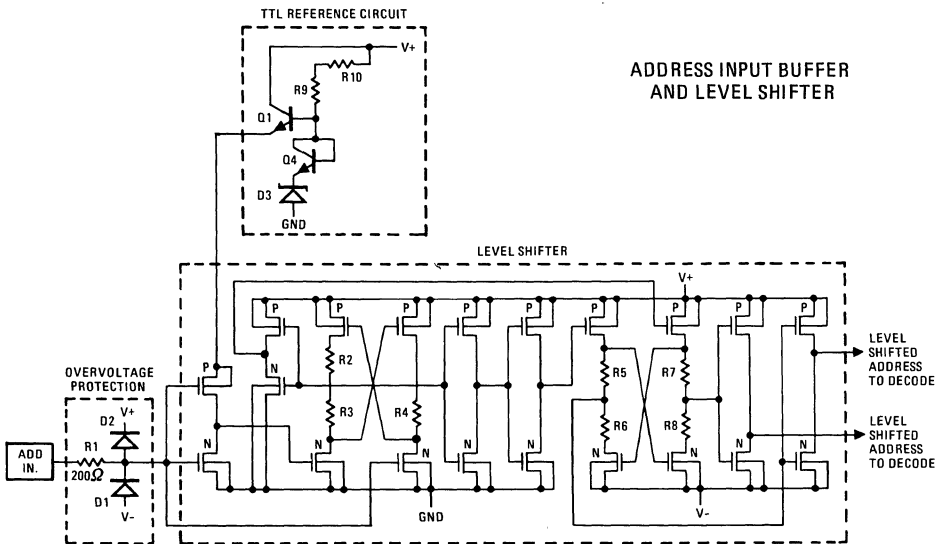 TTL REFERENCE CIRCUIT
V+
R10
R9
Q1
Q4
D3
GND
ADDRESS INPUT BUFFER
AND LEVEL SHIFTER
LEVEL SHIFTER
V+
P
P
P
P
P
P
P
P
P
P
N
R2
R3
R4
R5
R6
R7
R8
N
N
N
N
N
N
N
N
N
GND
V-
LEVEL
SHIFTED
ADDRESS
TO DECODE
LEVEL
SHIFTED
ADDRESS
TO DECODE
OVERVOLTAGE
PROTECTION
V+
D2
R1
200Ω
D1
V-
ADD
IN.